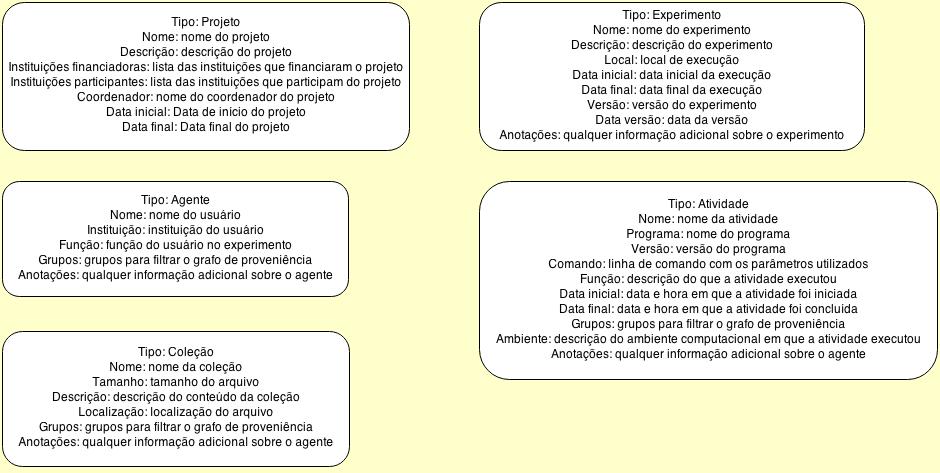 Tipo: Projeto
Nome: nome do projeto
Descrição: descrição do projeto
Instituições financiadoras: lista das instituições que financiaram o projeto
Instituições participantes: lista das instituições que participam do projeto
Coordenador: nome do coordenador do projeto
Data inicial: Data de início do projeto
Data final: Data final do projeto
Tipo: Experimento
Nome: nome do experimento
Descrição: descrição do experimento
Local: local de execução
Data inicial: data inicial da execução
Data final: data final da execução
Versão: versão do experimento
Data versão: data da versão
Anotações: qualquer informação adicional sobre o experimento
Tipo: Agente
Nome: nome do usuário
Instituição: instituição do usuário
Função: função do usuário no experimento
Grupos: grupos para filtrar o grafo de proveniência
Anotações: qualquer informação adicional sobre o agente
Tipo: Atividade
Nome: nome da atividade
Programa: nome do programa
Versão: versão do programa
Comando: linha de comando com os parâmetros utilizados
Função: descrição do que a atividade executou
Data inicial: data e hora em que a atividade foi iniciada
Data final: data e hora em que a atividade foi concluída
Grupos: grupos para filtrar o grafo de proveniência
Ambiente: descrição do ambiente computacional em que a atividade executou
Anotações: qualquer informação adicional sobre o agente
Tipo: Coleção
Nome: nome da coleção
Tamanho: tamanho do arquivo
Descrição: descrição do conteúdo da coleção
Localização: localização do arquivo
Grupos: grupos para filtrar o grafo de proveniência
Anotações: qualquer informação adicional sobre o agente